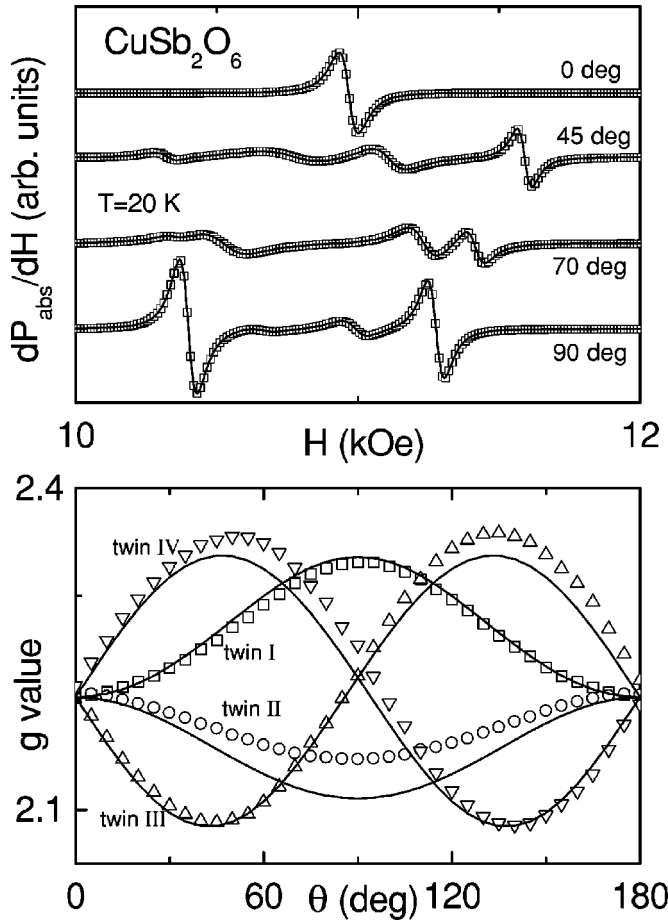 CuSb₂O₆
0 deg
45 deg
T=20 K
70 deg
90 deg
dP_abs/dH (arb. units)
10 12
H (kOe)
2.4
twin IV
twin I
twin II
g value
2.1
twin III
0 60 120 180
θ (deg)